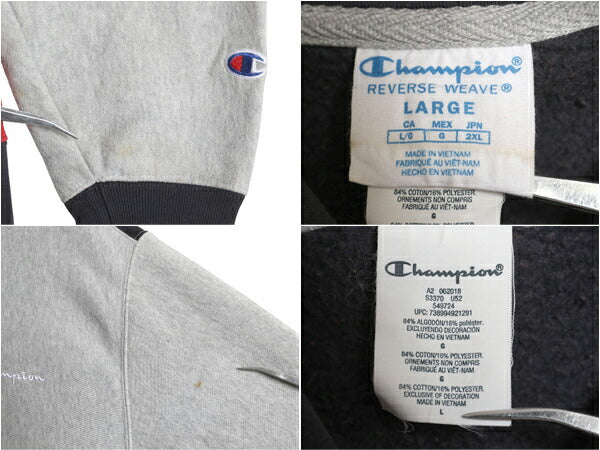 Champion®
REVERSE WEAVE®
LARGE
CA MEX JPN
L/G G 2XL
MADE IN VIETNAM
FABRIQUÉ AU VIÊT-NAM
HECHO EN VIETNAM
84% COTON/16% POLYESTER.
ORNEMENTS NON COMPRIS
FABRIQUÉ AU VIÊT-NAM
G
Champion
Champion®
A2 062018
S3370 U52
549724
UPC: 738994921291
84% ALGODÓN/16% poliéster.
EXCLUYENDO DECORACIÓN
HECHO EN VIETNAM
G
84% COTON/16% POLYESTER.
ORNEMENTS NON COMPRIS
FABRIQUÉ AU VIÊT-NAM
G
84% COTTON/16% POLYESTER.
EXCLUSIVE OF DECORATION
MADE IN VIETNAM
L